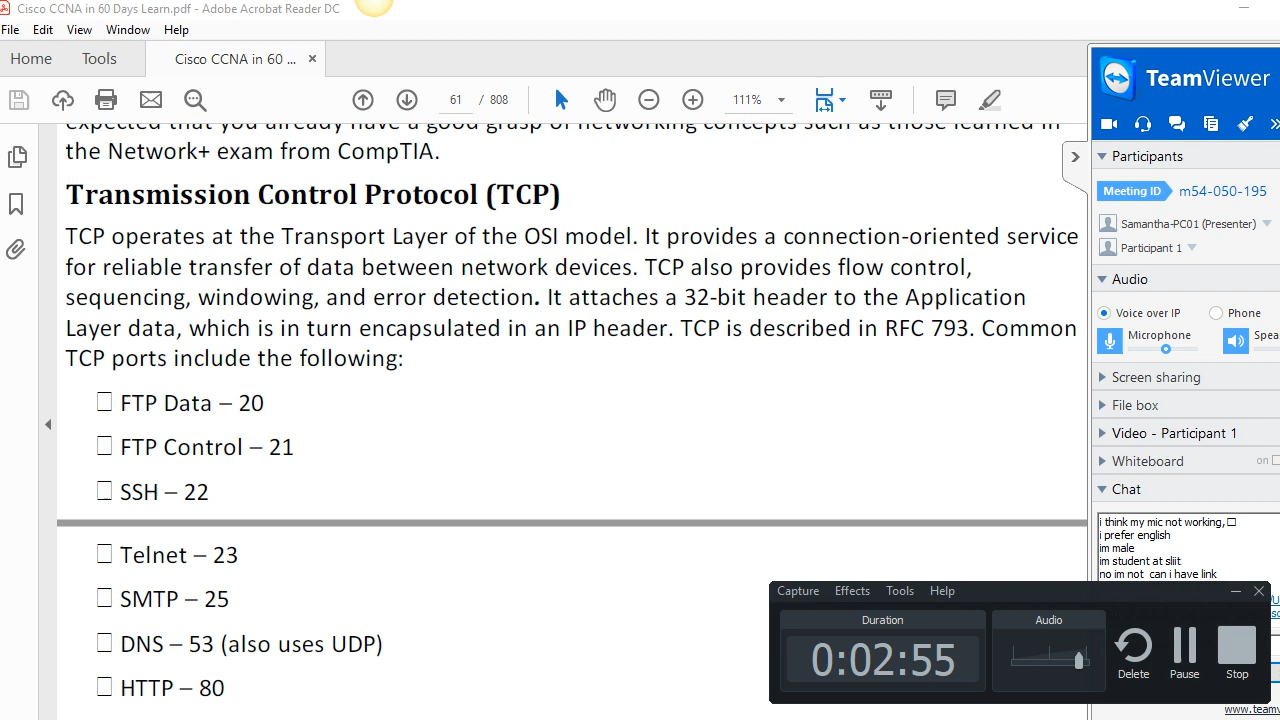 Cisco CCNA in 60 Days Learn.pdf - Adobe Acrobat Reader DC
File Edit View Window Help
Home Tools Cisco CCNA in 60 ... ×
61 / 808 111%
expected that you already have a good grasp of networking concepts such as those learned in
the Network+ exam from CompTIA.
Transmission Control Protocol (TCP)
TCP operates at the Transport Layer of the OSI model. It provides a connection-oriented service
for reliable transfer of data between network devices. TCP also provides flow control,
sequencing, windowing, and error detection. It attaches a 32-bit header to the Application
Layer data, which is in turn encapsulated in an IP header. TCP is described in RFC 793. Common
TCP ports include the following:
FTP Data – 20
FTP Control – 21
SSH – 22
Telnet – 23
SMTP – 25
DNS – 53 (also uses UDP)
HTTP – 80
TeamViewer
Participants
Meeting ID m54-050-195
Samantha-PC01 (Presenter)
Participant 1
Audio
Voice over IP Phone
Microphone
Screen sharing
File box
Video - Participant 1
Whiteboard on
Chat
i think my mic not working,
i prefer english
im male
im student at sliit
no im not can i have link
Capture Effects Tools Help
Duration Audio
0:02:55
Delete Pause Stop